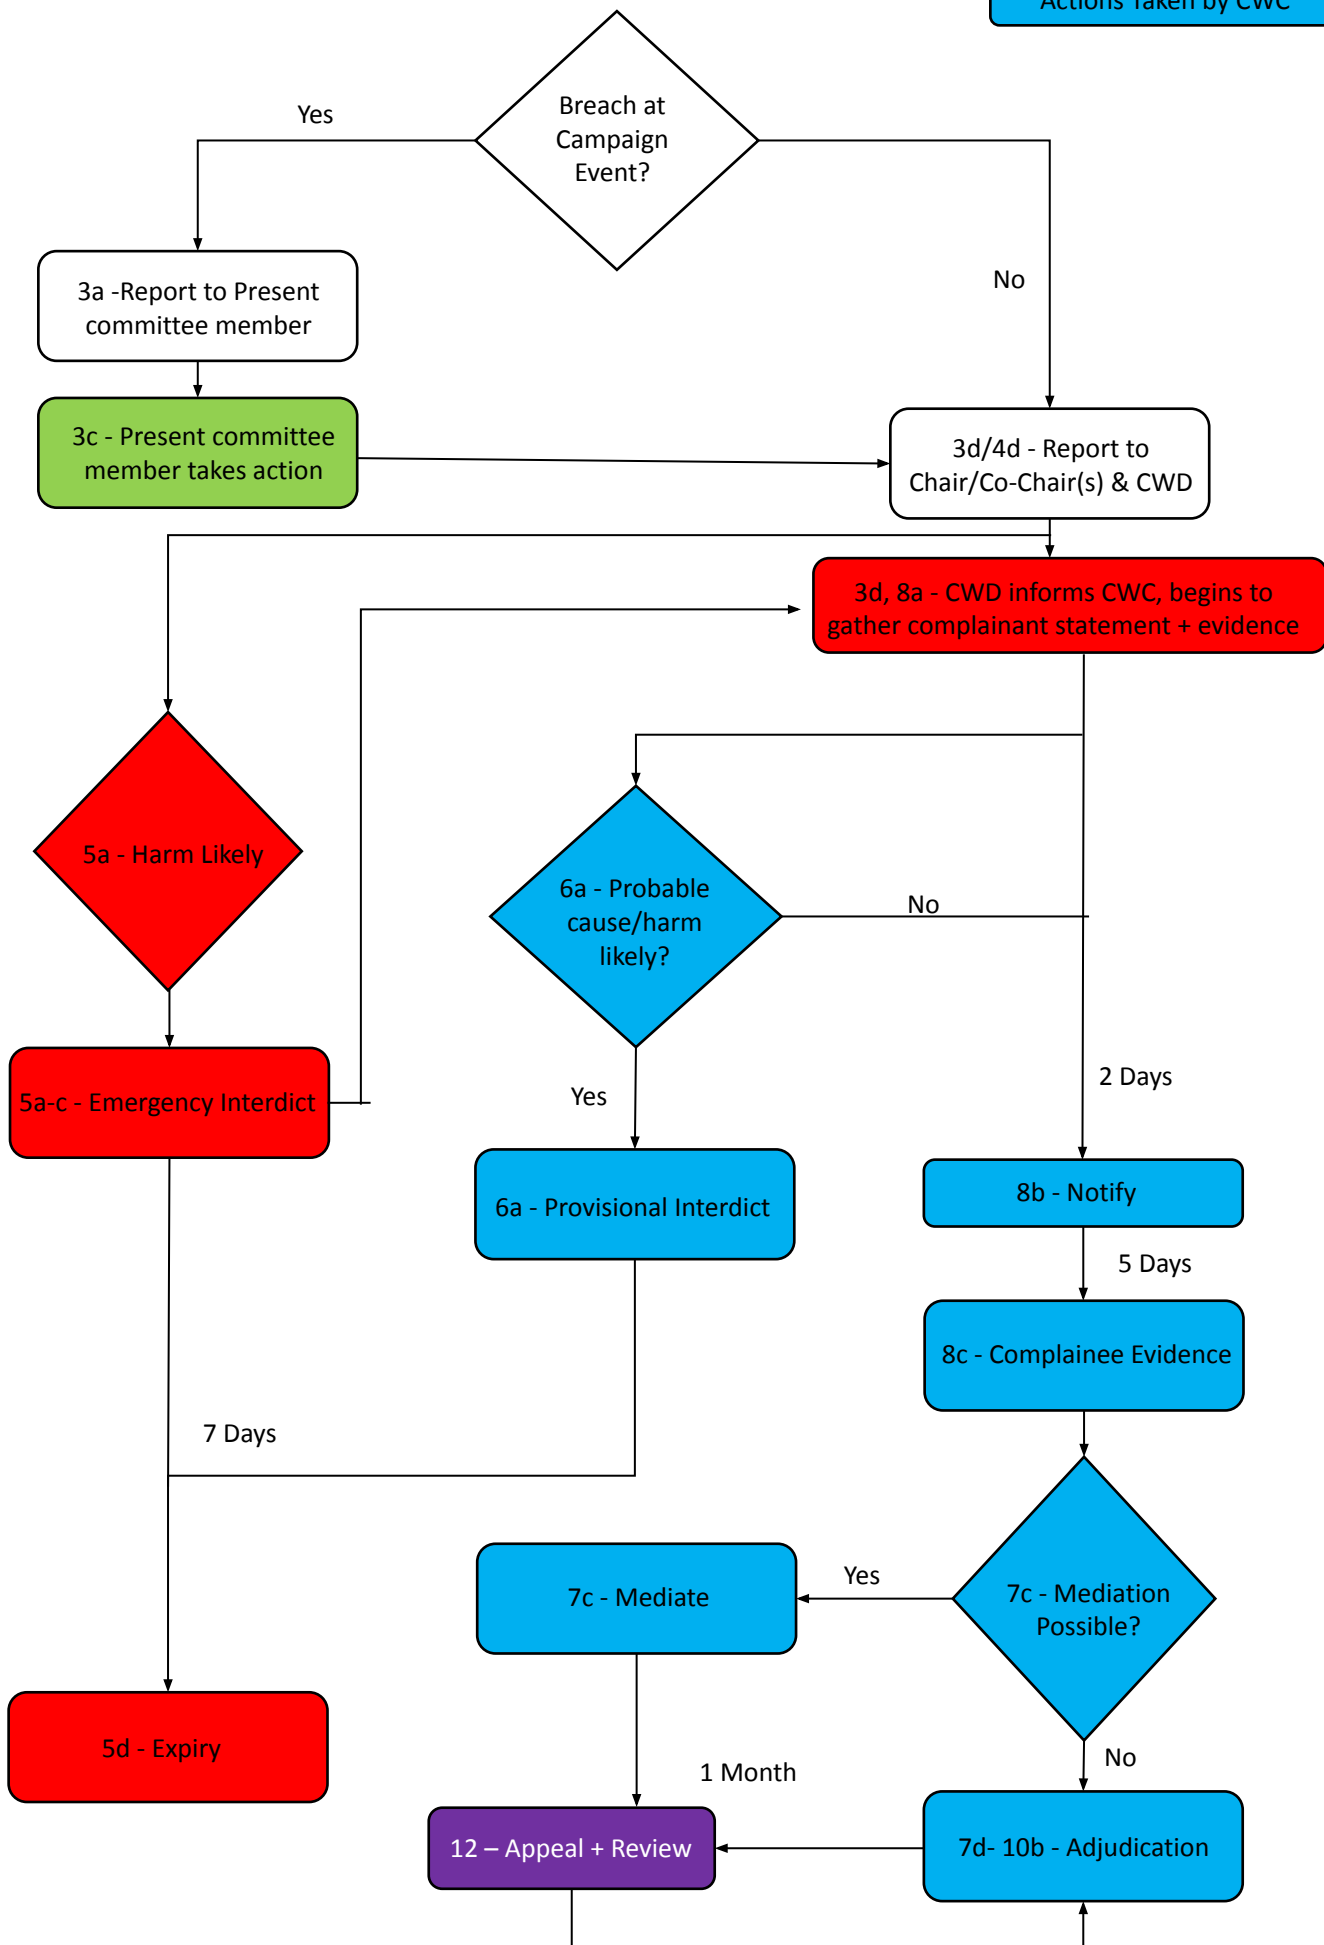 Actions Taken by CWC
Breach at
Campaign
Event?
Yes
No
3a -Report to Present
committee member
3c - Present committee
member takes action
3d/4d - Report to
Chair/Co-Chair(s) & CWD
3d, 8a - CWD informs CWC, begins to
gather complainant statement + evidence
5a - Harm Likely
6a - Probable
cause/harm
likely?
No
Yes
2 Days
5a-c - Emergency Interdict
6a - Provisional Interdict
8b - Notify
5 Days
8c - Complainee Evidence
7 Days
7c - Mediate
Yes
7c - Mediation
Possible?
No
5d - Expiry
1 Month
12 – Appeal + Review
7d- 10b - Adjudication